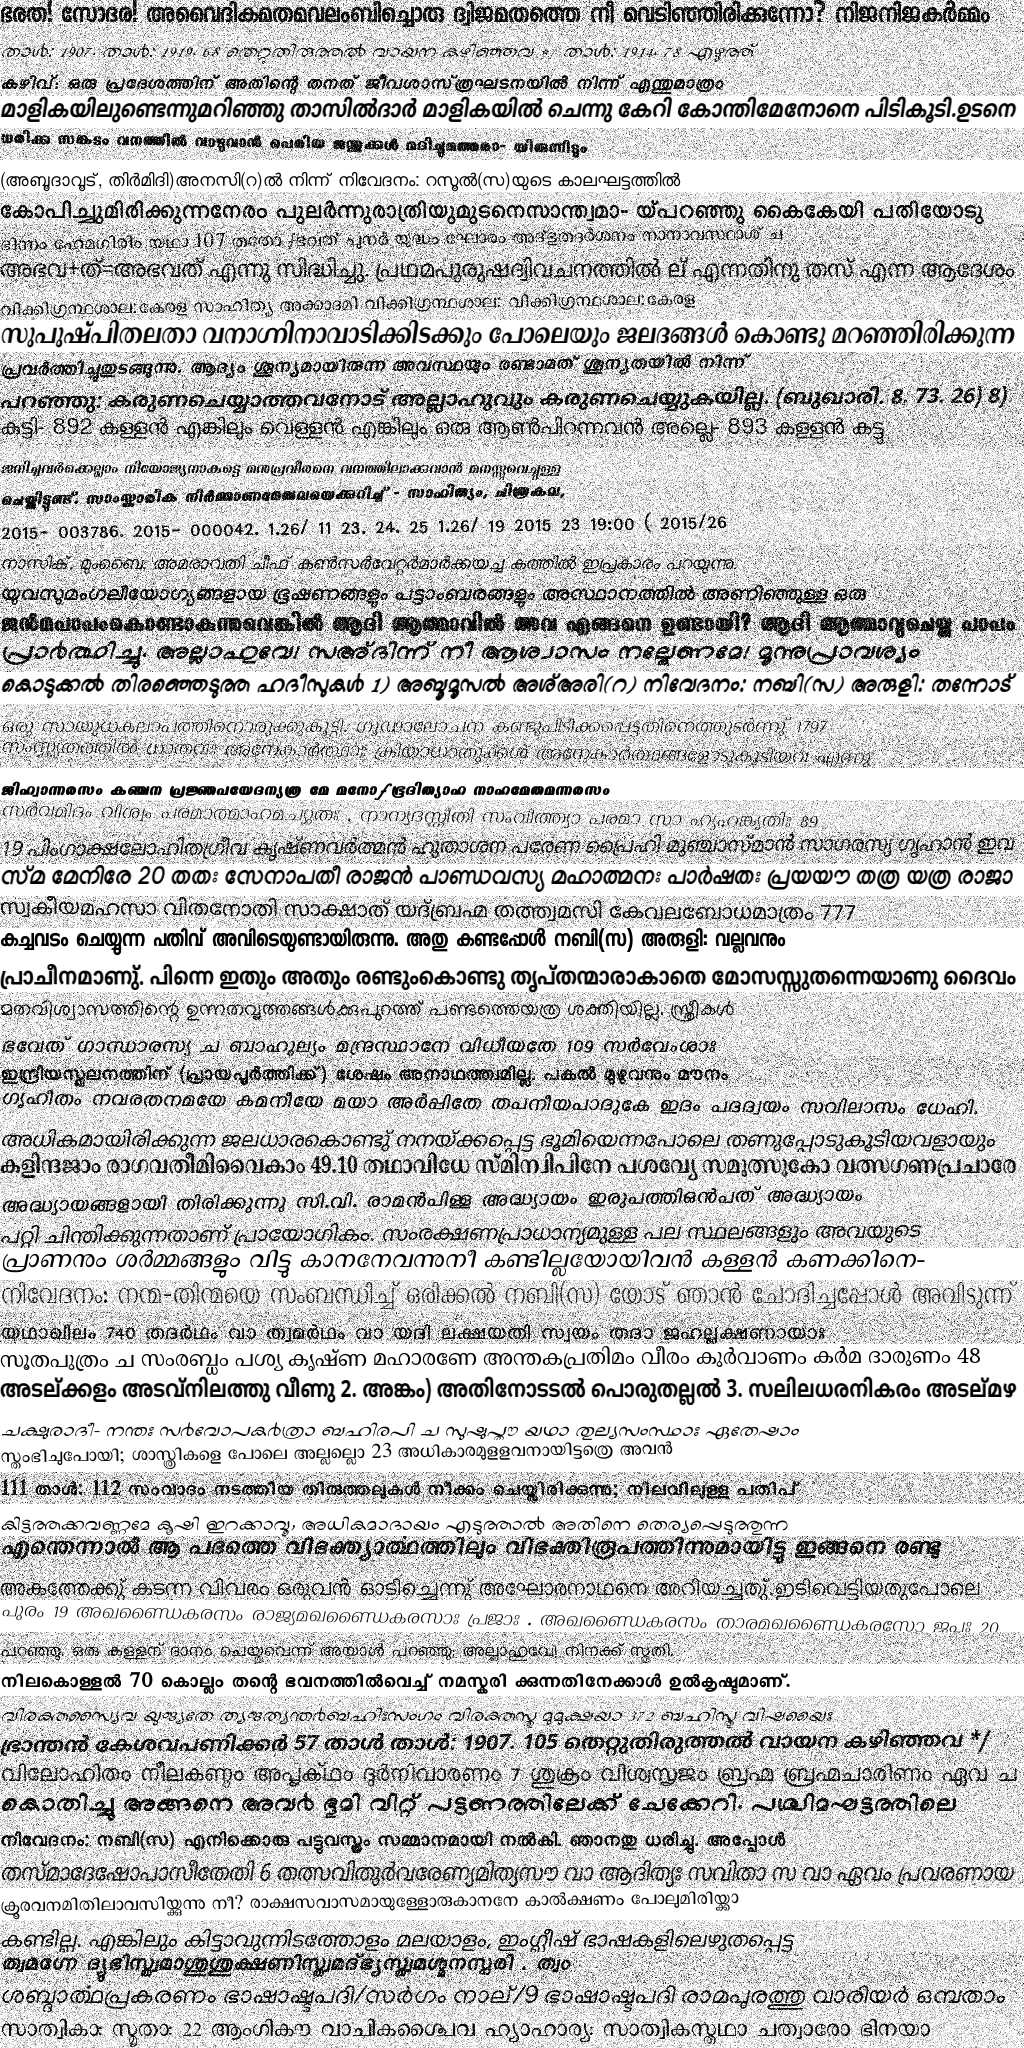 ഭരത! സോദര! അവൈദികമതമവലംബിച്ചൊരു ദ്വിജമതത്തെ നീ വെടിഞ്ഞിരിക്കുന്നോ? നിജനിജകർമ്മം
താൾ: 1907. താൾ: 1919. 68 തെറ്റുതിരുത്തൽ വായന കഴിഞ്ഞവ */ താൾ: 1914. 78 എഴുത്ത്
കഴിവ്: ഒരു പ്രദേശത്തിന് അതിന്റെ തനത് ജീവശാസ്ത്രഘടനയിൽ നിന്ന് എന്തുമാത്രം
മാളികയിലുണ്ടെന്നുമറിഞ്ഞു താസിൽദാർ മാളികയിൽ ചെന്നു കേറി കോന്തിമേനോനെ പിടികൂടി.ഉടനെ
യരിക്കു സങ്കടം വനത്തിൽ വാഴുവാൻ പെരിയ ജന്തുക്കൾ മദിച്ചുമത്തരാ- യിരുന്നിട്ടും
(അബൂദാവൂട്, തിർമിദി)അനസി(റ)ൽ നിന്ന് നിവേദനം: റസൂൽ(സ)യുടെ കാലഘട്ടത്തിൽ
കോപിച്ചുമിരിക്കുന്നനേരം പുലർന്നുരാത്രിയുമുടനെസാന്ത്വമാ- യ്പറഞ്ഞു കൈകേയി പതിയോടു
ഭിന്നം ഹേമഗിരിം യഥാ 107 തതോ ഽഭവത് പുനർ യുദ്ധം ഘോരം അദ്ഭുതദർശനം നാനാവസ്ഥാശ് ച
അഭവ+ത്=അഭവത് എന്നു സിദ്ധിച്ചു. പ്രഥമപുരുഷദ്വിവചനത്തിൽ ല് എന്നതിനു തസ് എന്ന ആദേശം
വിക്കിഗ്രന്ഥശാല:കേരള സാഹിത്യ അക്കാദമി വിക്കിഗ്രന്ഥശാല: വിക്കിഗ്രന്ഥശാല:കേരള
സുപുഷ്പിതലതാ വനാഗ്നിനാവാടിക്കിടക്കും പോലെയും ജലദങ്ങൾ കൊണ്ടു മറഞ്ഞിരിക്കുന്ന
പ്രവർത്തിച്ചുതുടങ്ങുന്നു. ആദ്യം ശൂന്യമായിരുന്ന അവസ്ഥയും രണ്ടാമത് ശൂന്യതയിൽ നിന്ന്
പറഞ്ഞു: കരുണചെയ്യാത്തവനോട് അല്ലാഹുവും കരുണചെയ്യുകയില്ല. (ബുഖാരി. 8. 73. 26) 8)
കുട്ടി- 892 കള്ളൻ എങ്കിലും വെള്ളൻ എങ്കിലും ഒരു ആൺപിറന്നവൻ അല്ലെ- 893 കള്ളൻ കട്ടു
ജനിച്ചവർക്കെല്ലാം നിയോജ്യനാകട്ടെ മനുപ്രവീരനെ വനത്തിലാക്കുവാൻ മനസ്സുവെച്ചുള്ള
ചെയ്തിട്ടുണ്ട്. സാംസ്കാരിക നിർമ്മാണമേഖലയെക്കുറിച്ച് - സാഹിത്യം, ചിത്രകല,
2015- 003786. 2015- 000042. 1.26/ 11 23. 24. 25 1.26/ 19 2015 23 19:00 ( 2015/26
നാസിക്, മുംബൈ, അമരാവതി ചീഫ് കൺസർവേറ്റർമാർക്കയച്ച കത്തിൽ ഇപ്രകാരം പറയുന്നു.
യുവസുമംഗലീയോഗ്യങ്ങളായ ഭൂഷണങ്ങളും പട്ടാംബരങ്ങളും അസ്ഥാനത്തിൽ അണിഞ്ഞുള്ള ഒരു
ജൻമപാപംകൊണ്ടാകുന്നുവെങ്കിൽ ആദി ആത്മാവിൽ അവ എങ്ങനെ ഉണ്ടായി? ആദി ആത്മാവുചെയ്ത പാപം
പ്രാർത്ഥിച്ചു. അല്ലാഹുവേ! സഅ്ദിന്ന് നീ ആശ്വാസം നല്കേണമേ! മൂന്നുപ്രാവശ്യം
കൊടുക്കൽ തിരഞ്ഞെടുത്ത ഹദീസുകൾ 1) അബൂമൂസൽ അശ്അരി(റ) നിവേദനം: നബി(സ) അരുളി: തന്നോട്
ഒരു സായുധകലാപത്തിനൊരുക്കുകൂട്ടി. ഗൂഢാലോചന കണ്ടുപിടിക്കപ്പെട്ടതിനെത്തുടർന്ന് 1797
സംസ്കൃതത്തിൽ ധാതവഃ അനേകാർത്ഥാഃ ക്രിയാധാതുക്കൾ അനേകാർത്ഥങ്ങളോടുകൂടിയവ എന്നു
ജിഹ്വാന്നരസം കഞ്ചന പ്രജ്ഞപയേദന്യത്ര മേ മനോഽഭൂദിത്യാഹ നാഹമേതമന്നരസം
സർവമിദം വിശ്വം പരമാത്മാഹമച്യുതഃ . നാന്യദസ്തീതി സംവിത്ത്യാ പരമാ സാ ഹ്യഹങ്കൃതിഃ 89
19 പിംഗാക്ഷലോഹിതഗ്രീവ കൃഷ്ണവർത്മൻ ഹുതാശന പരേണ പ്രൈഹി മുഞ്ചാസ്മാൻ സാഗരസ്യ ഗൃഹാൻ ഇവ
സ്മ മേനിരേ 20 തതഃ സേനാപതീ രാജൻ പാണ്ഡവസ്യ മഹാത്മനഃ പാർഷതഃ പ്രയയൗ തത്ര യത്ര രാജാ
സ്വകീയമഹസാ വിതനോതി സാക്ഷാത് യദ്ബ്രഹ്മ തത്ത്വമസി കേവലബോധമാത്രം 777
കച്ചവടം ചെയ്യുന്ന പതിവ് അവിടെയുണ്ടായിരുന്നു. അതു കണ്ടപ്പോൾ നബി(സ) അരുളി: വല്ലവനും
പ്രാചീനമാണു്. പിന്നെ ഇതും അതും രണ്ടുംകൊണ്ടു തൃപ്തന്മാരാകാതെ മോസസ്സുതന്നെയാണു ദൈവം
മതവിശ്വാസത്തിന്റെ ഉന്നതവൃത്തങ്ങൾക്കുപുറത്ത് പണ്ടത്തെയത്ര ശക്തിയില്ല. സ്ത്രീകൾ
ഭവേത് ഗാന്ധാരസ്യ ച ബാഹുല്യം മന്ദ്രസ്ഥാനേ വിധീയതേ 109 സർവേംശാഃ
ഇന്ദ്രിയസ്ഖലനത്തിന് (പ്രായപൂർത്തിക്ക്) ശേഷം അനാഥത്ത്വമില്ല. പകൽ മുഴുവനും മൗനം
ഗൃഹീതം നവരതനമയേ കമനീയേ മയാ അർപ്പിതേ തപനീയപാദുകേ ഇദം പദദ്വയം സവിലാസം ധേഹി.
അധികമായിരിക്കുന്ന ജലധാരകൊണ്ടു് നനയ്ക്കപ്പെട്ട ഭൂമിയെന്നപോലെ തണുപ്പോടുകൂടിയവളായും
കളിന്ദജാം രാഗവതീമിവൈകാം 49.10 തഥാവിധേ സ്മിന്വിപിനേ പശവ്യേ സമുത്സുകോ വത്സഗണപ്രചാരേ
അദ്ധ്യായങ്ങളായി തിരിക്കുന്നു സി.വി. രാമൻപിള്ള അദ്ധ്യായം ഇരുപത്തിഒൻപത് അദ്ധ്യായം
പറ്റി ചിന്തിക്കുന്നതാണ് പ്രായോഗികം. സംരക്ഷണപ്രാധാന്യമുള്ള പല സ്ഥലങ്ങളും അവയുടെ
പ്രാണനും ശർമ്മങ്ങളും വിട്ടു കാനനേവന്നുനീ കണ്ടില്ലയോയിവൻ കള്ളൻ കണക്കിനെ-
നിവേദനം: നന്മ-തിന്മയെ സംബന്ധിച്ച് ഒരിക്കൽ നബി(സ) യോട് ഞാൻ ചോദിച്ചപ്പോൾ അവിടുന്ന്
യഥാഖിലം 740 തദർഥം വാ ത്വമർഥം വാ യദി ലക്ഷയതി സ്വയം തദാ ജഹല്ലക്ഷണായാഃ
സൂതപുത്രം ച സംരബ്ധം പശ്യ കൃഷ്ണ മഹാരണേ അന്തകപ്രതിമം വീരം കുർവാണം കർമ ദാരുണം 48
അടല്ക്കളം അടവ്നിലത്തു വീണു 2. അങ്കം) അതിനോടടൽ പൊരുതല്ലൽ 3. സലിലധരനികരം അടല്മഴ
ചക്ഷുരാദീ- നന്തഃ സർവോപകർത്രാ ബഹിരപി ച സുഷുപ്തൗ യഥാ തുല്യസംസ്ഥാഃ ഏതേഷാം
സ്തംഭിച്ചുപോയി; ശാസ്ത്രികളെ പോലെ അല്ലല്ലൊ 23 അധികാരമുളളവനായിട്ടത്രെ അവൻ
111 താൾ: 112 സംവാദം നടത്തിയ തിരുത്തലുകൾ നീക്കം ചെയ്തിരിക്കുന്നു; നിലവിലുള്ള പതിപ്പ്
കിട്ടത്തക്കവണ്ണമേ കൃഷി ഇറക്കാവൂ, അധികമാദായം എടുത്താൽ അതിനെ തെര്യപ്പെടുത്തുന്ന
എന്തെന്നാൽ ആ പദത്തെ വിഭക്ത്യാർത്ഥത്തിലും വിഭക്തിരൂപത്തിന്നുമായിട്ടു ഇങ്ങനെ രണ്ടു
അങ്കത്തേക്കു് കടന്ന വിവരം ഒരുവൻ ഓടിച്ചെന്നു് അഘോരനാഥനെ അറിയച്ചതു്.ഇടിവെട്ടിയതുപോലെ
പുരം 19 അഖണ്ഡൈകരസം രാജ്യമഖണ്ഡൈകരസാഃ പ്രജാഃ . അഖണ്ഡൈകരസം താരമഖണ്ഡൈകരസോ ജപഃ 20
പറഞ്ഞു. ഒരു കള്ളന് ദാനം ചെയ്തുവെന്ന് അയാൾ പറഞ്ഞു: അല്ലാഹുവേ! നിനക്ക് സ്തുതി.
നിലകൊള്ളൽ 70 കൊല്ലം തന്റെ ഭവനത്തിൽവെച്ച് നമസ്കരി ക്കുന്നതിനേക്കാൾ ഉൽകൃഷ്ടമാണ്.
വിരക്തസ്യൈവ യുജ്യതേ ത്യന്തത്യന്തർബഹിഃസംഗം വിരക്തസ്തു മുമുക്ഷയാ 372 ബഹിസ്തു വിഷയൈഃ
ഭ്രാന്തൻ കേശവപണിക്കർ 57 താൾ താൾ: 1907. 105 തെറ്റുതിരുത്തൽ വായന കഴിഞ്ഞവ */
വിലോഹിതം നീലകണ്ഠം അപൃക്ഥം ദുർനിവാരണം 7 ശുക്രം വിശ്വസൃജം ബ്രഹ്മ ബ്രഹ്മചാരിണം ഏവ ച
കൊതിച്ചു അങ്ങനെ അവർ ഭൂമി വിറ്റ് പട്ടണത്തിലേക്ക് ചേക്കേറി. പശ്ചിമഘട്ടത്തിലെ
നിവേദനം: നബി(സ) എനിക്കൊരു പട്ടുവസ്ത്രം സമ്മാനമായി നൽകി. ഞാനതു ധരിച്ചു. അപ്പോൾ
തസ്മാദേഷോപാസീതേതി 6 തത്സവിതുർവരേണ്യമിത്യസൗ വാ ആദിത്യഃ സവിതാ സ വാ ഏവം പ്രവരണായ
ക്രൂരവനമിതിലാവസിയ്ക്കുന്നു നീ? രാക്ഷസവാസമായുള്ളോരുകാനനേ കാൽക്ഷണം പോലുമിരിയ്ക്കാ
കണ്ടില്ല. എങ്കിലും കിട്ടാവുന്നിടത്തോളം മലയാളം, ഇംഗ്ലീഷ് ഭാഷകളിലെഴുതപ്പെട്ട
ത്വമഗ്നേ ദ്യുഭിസ്ത്വമാശുശുക്ഷണിസ്ത്വമദ്ഭ്യസ്ത്വമശ്മനസ്പരി . ത്വം
ശബ്ദാർത്ഥപ്രകരണം ഭാഷാഷ്ടപദി/സർഗം നാല്/9 ഭാഷാഷ്ടപദി രാമപുരത്തു വാരിയർ ഒമ്പതാം
സാത്വികാഃ സ്മൃതാഃ 22 ആംഗികൗ വാചികശ്ചൈവ ഹ്യാഹാര്യഃ സാത്വികസ്തഥാ ചത്വാരോ ഭിനയാ